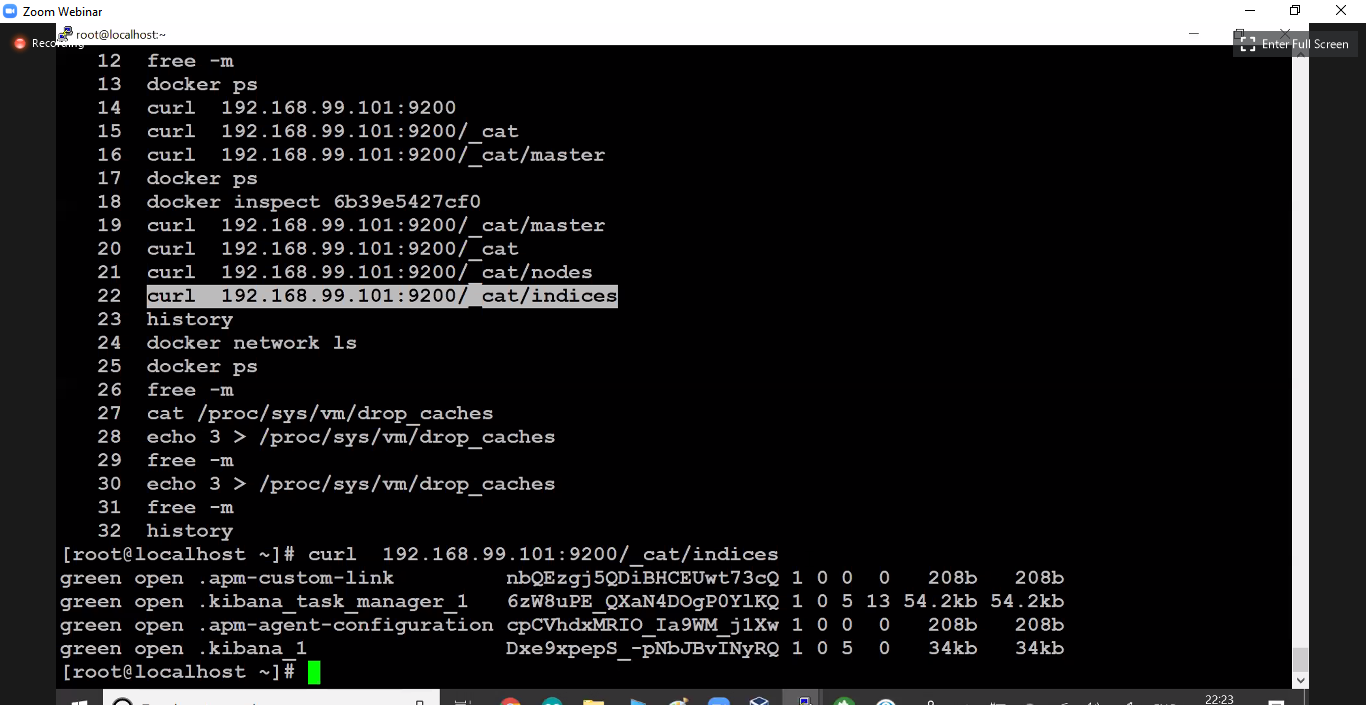 Zoom Webinar
Recording
root@localhost:~
Enter Full Screen
12 free -m
13 docker ps
14 curl 192.168.99.101:9200
15 curl 192.168.99.101:9200/_cat
16 curl 192.168.99.101:9200/_cat/master
17 docker ps
18 docker inspect 6b39e5427cf0
19 curl 192.168.99.101:9200/_cat/master
20 curl 192.168.99.101:9200/_cat
21 curl 192.168.99.101:9200/_cat/nodes
22 curl 192.168.99.101:9200/_cat/indices
23 history
24 docker network ls
25 docker ps
26 free -m
27 cat /proc/sys/vm/drop_caches
28 echo 3 > /proc/sys/vm/drop_caches
29 free -m
30 echo 3 > /proc/sys/vm/drop_caches
31 free -m
32 history
[root@localhost ~]# curl 192.168.99.101:9200/_cat/indices
green open .apm-custom-link nbQEzgj5QDiBHCEUwt73cQ 1 0 0 0 208b 208b
green open .kibana_task_manager_1 6zW8uPE_QXaN4DOgP0YlKQ 1 0 5 13 54.2kb 54.2kb
green open .apm-agent-configuration cpCVhdxMRIO_Ia9WM_j1Xw 1 0 0 0 208b 208b
green open .kibana_1 Dxe9xpepS_-pNbJBvINyRQ 1 0 5 0 34kb 34kb
[root@localhost ~]#
22:23